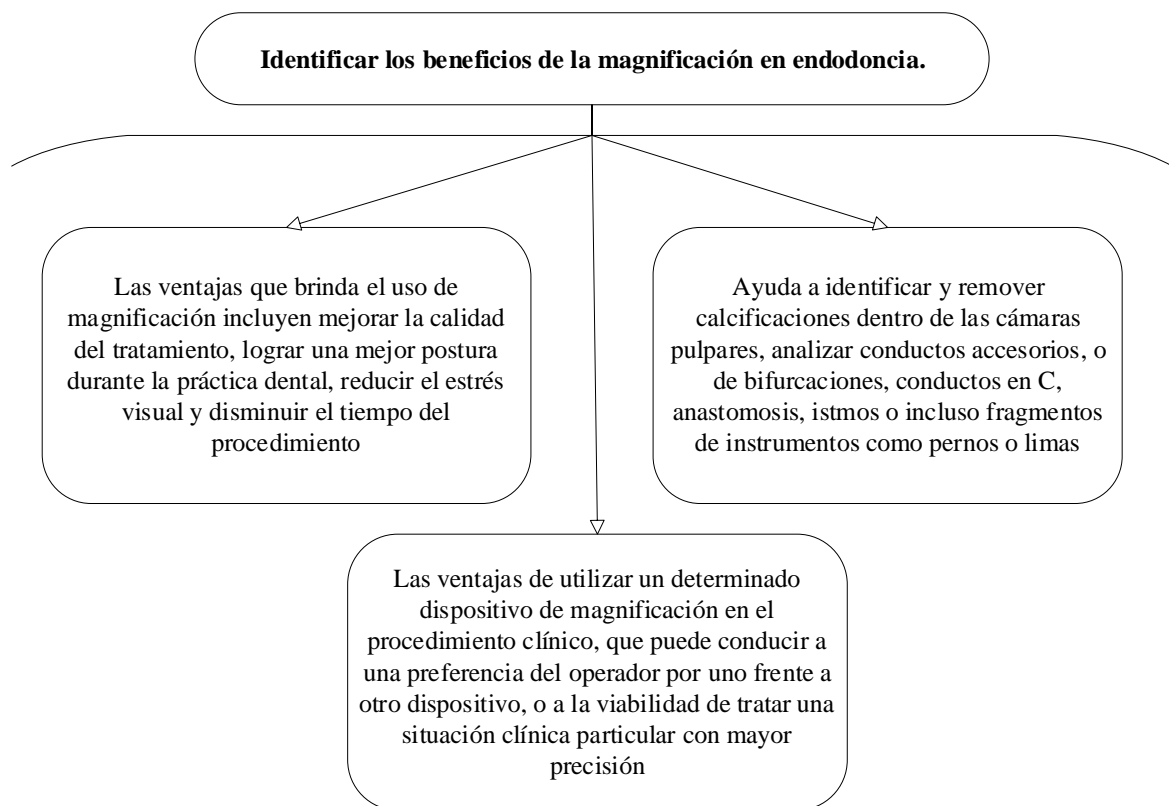 Identificar los beneficios de la magnificación en endodoncia.
Las ventajas que brinda el uso de
magnificación incluyen mejorar la calidad
del tratamiento, lograr una mejor postura
durante la práctica dental, reducir el estrés
visual y disminuir el tiempo del
procedimiento
Ayuda a identificar y remover
calcificaciones dentro de las cámaras
pulpares, analizar conductos accesorios, o
de bifurcaciones, conductos en C,
anastomosis, istmos o incluso fragmentos
de instrumentos como pernos o limas
Las ventajas de utilizar un determinado
dispositivo de magnificación en el
procedimiento clínico, que puede conducir a
una preferencia del operador por uno frente a
otro dispositivo, o a la viabilidad de tratar una
situación clínica particular con mayor
precisión